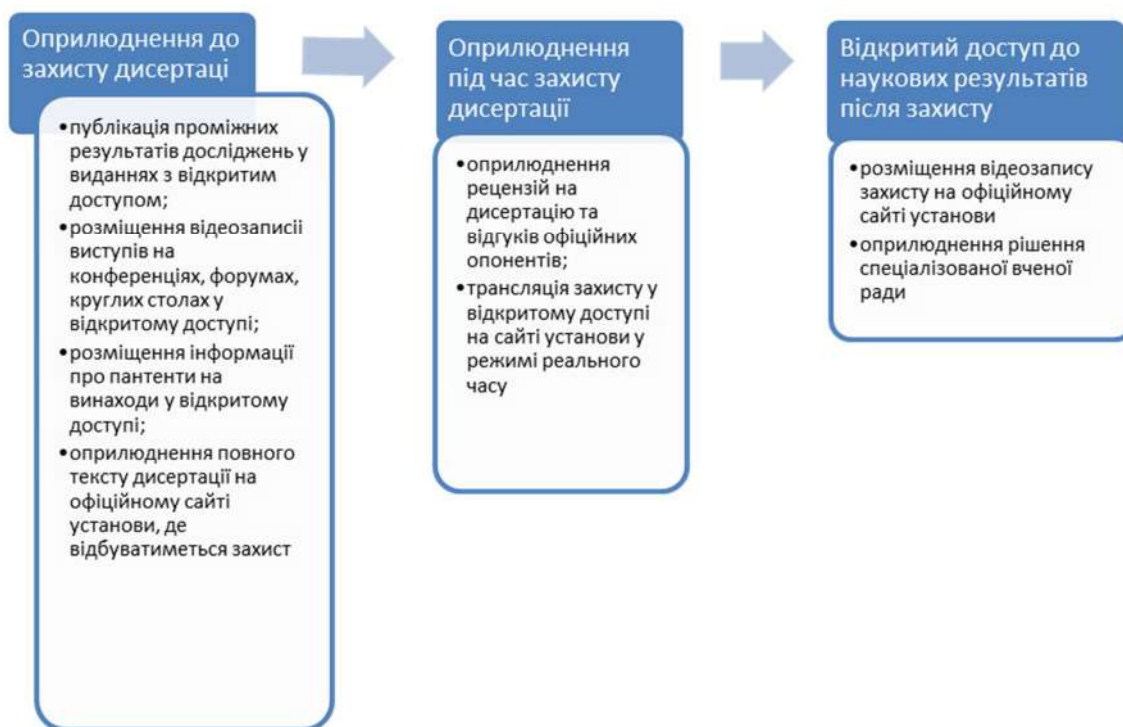 Оприлюднення до
захисту дисертаці
•публікація проміжних
результатів досліджень у
виданнях з відкритим
доступом;
•розміщення відеозаписіі
виступів на
конференціях, форумах,
круглих столах у
відкритому доступі;
•розміщення інформації
про пантенти на
винаходи у відкритому
доступі;
•оприлюднення повного
тексту дисертації на
офіційному сайті
установи, де
відбуватиметься захист
Оприлюднення
під час захисту
дисертації
•оприлюднення
рецензій на
дисертацію та
відгуків офіційних
опонентів;
•трансляція захисту у
відкритому доступі
на сайті установи у
режимі реального
часу
Відкритий доступ до
наукових результатів
після захисту
•розміщення відеозапису
захисту на офіційному
сайті установи
•оприлюднення рішення
спеціалізованої вченої
ради